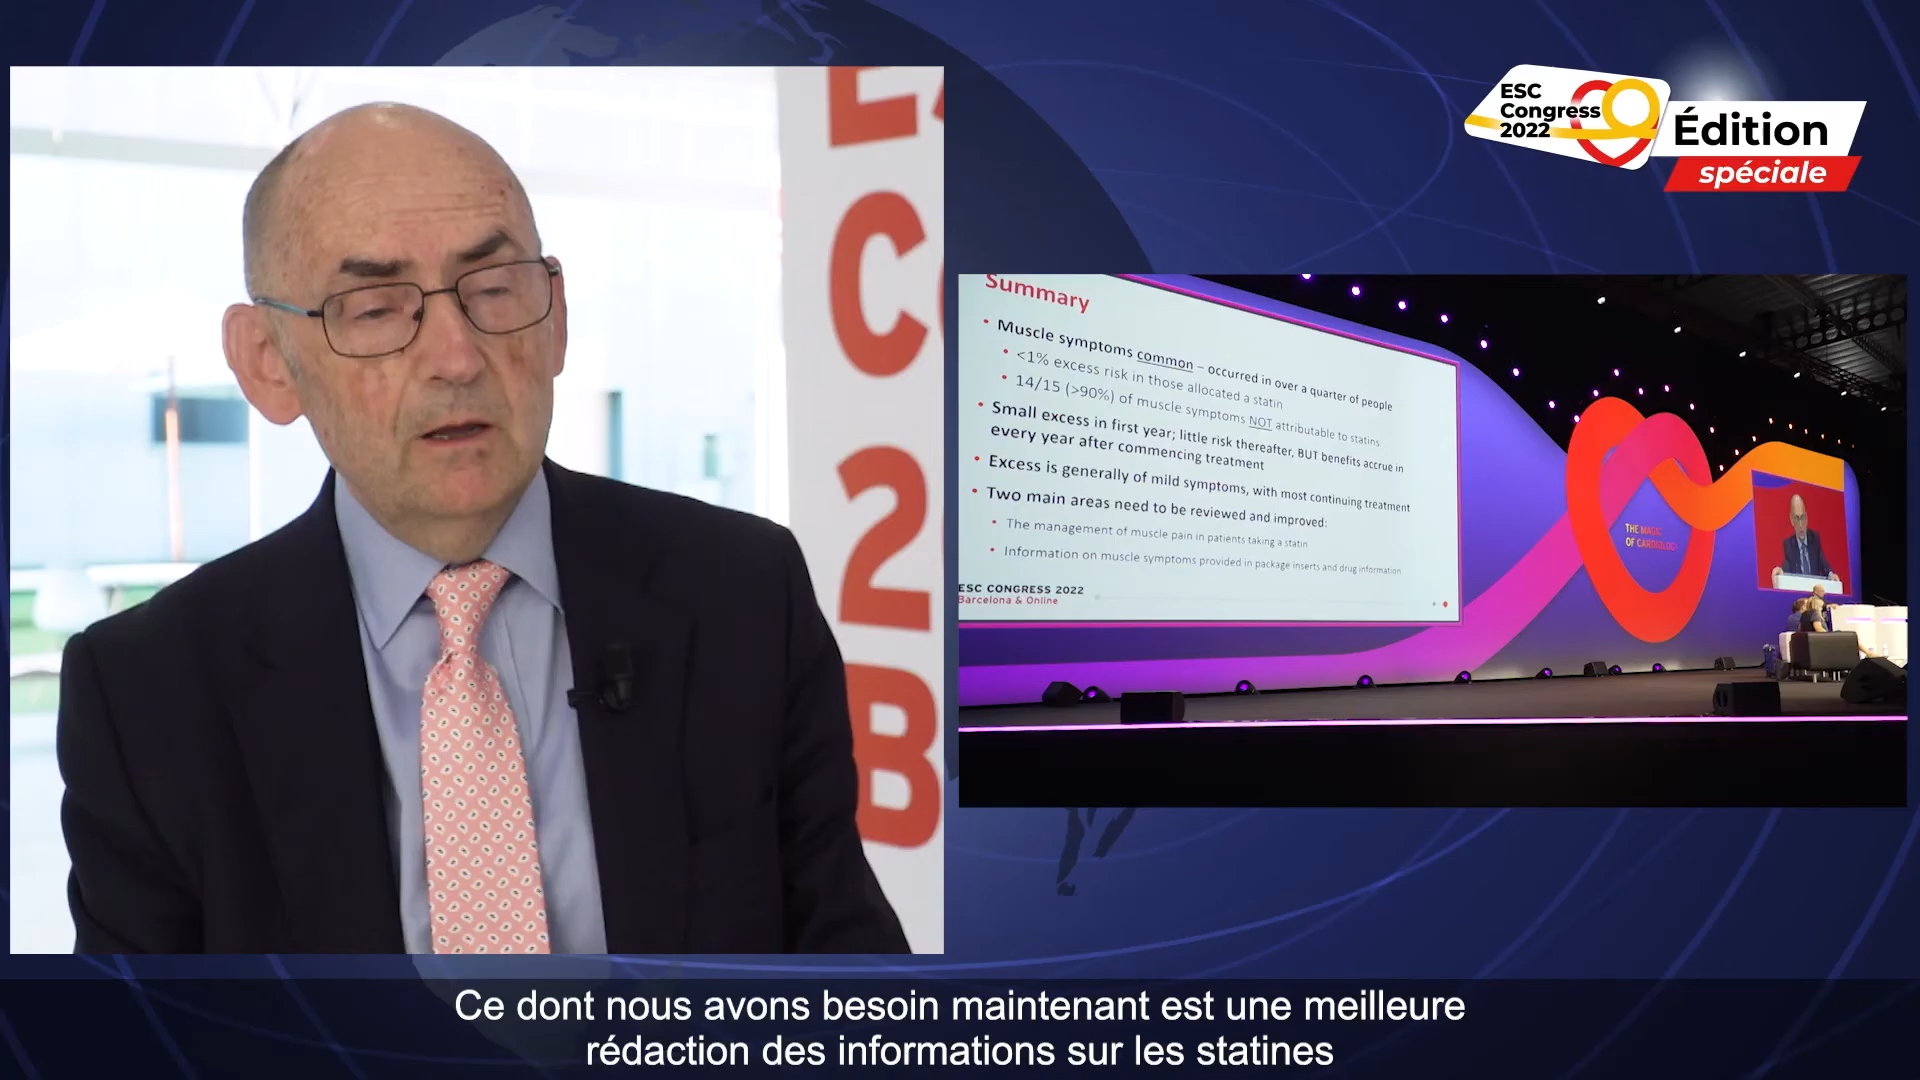 ESC
Congress
2022
Édition
spéciale
C
2
B
Summary
• Muscle symptoms common – occurred in over a quarter of people
• <1% excess risk in those allocated a statin
• 14/15 (>90%) of muscle symptoms NOT attributable to statins
• Small excess in first year; little risk thereafter, BUT benefits accrue in
every year after commencing treatment
• Excess is generally of mild symptoms, with most continuing treatment
• Two main areas need to be reviewed and improved:
• The management of muscle pain in patients taking a statin
• Information on muscle symptoms provided in package inserts and drug information
ESC CONGRESS 2022
Barcelona & Online
THE MAGIC
OF CARDIOLOGY
Ce dont nous avons besoin maintenant est une meilleure
rédaction des informations sur les statines